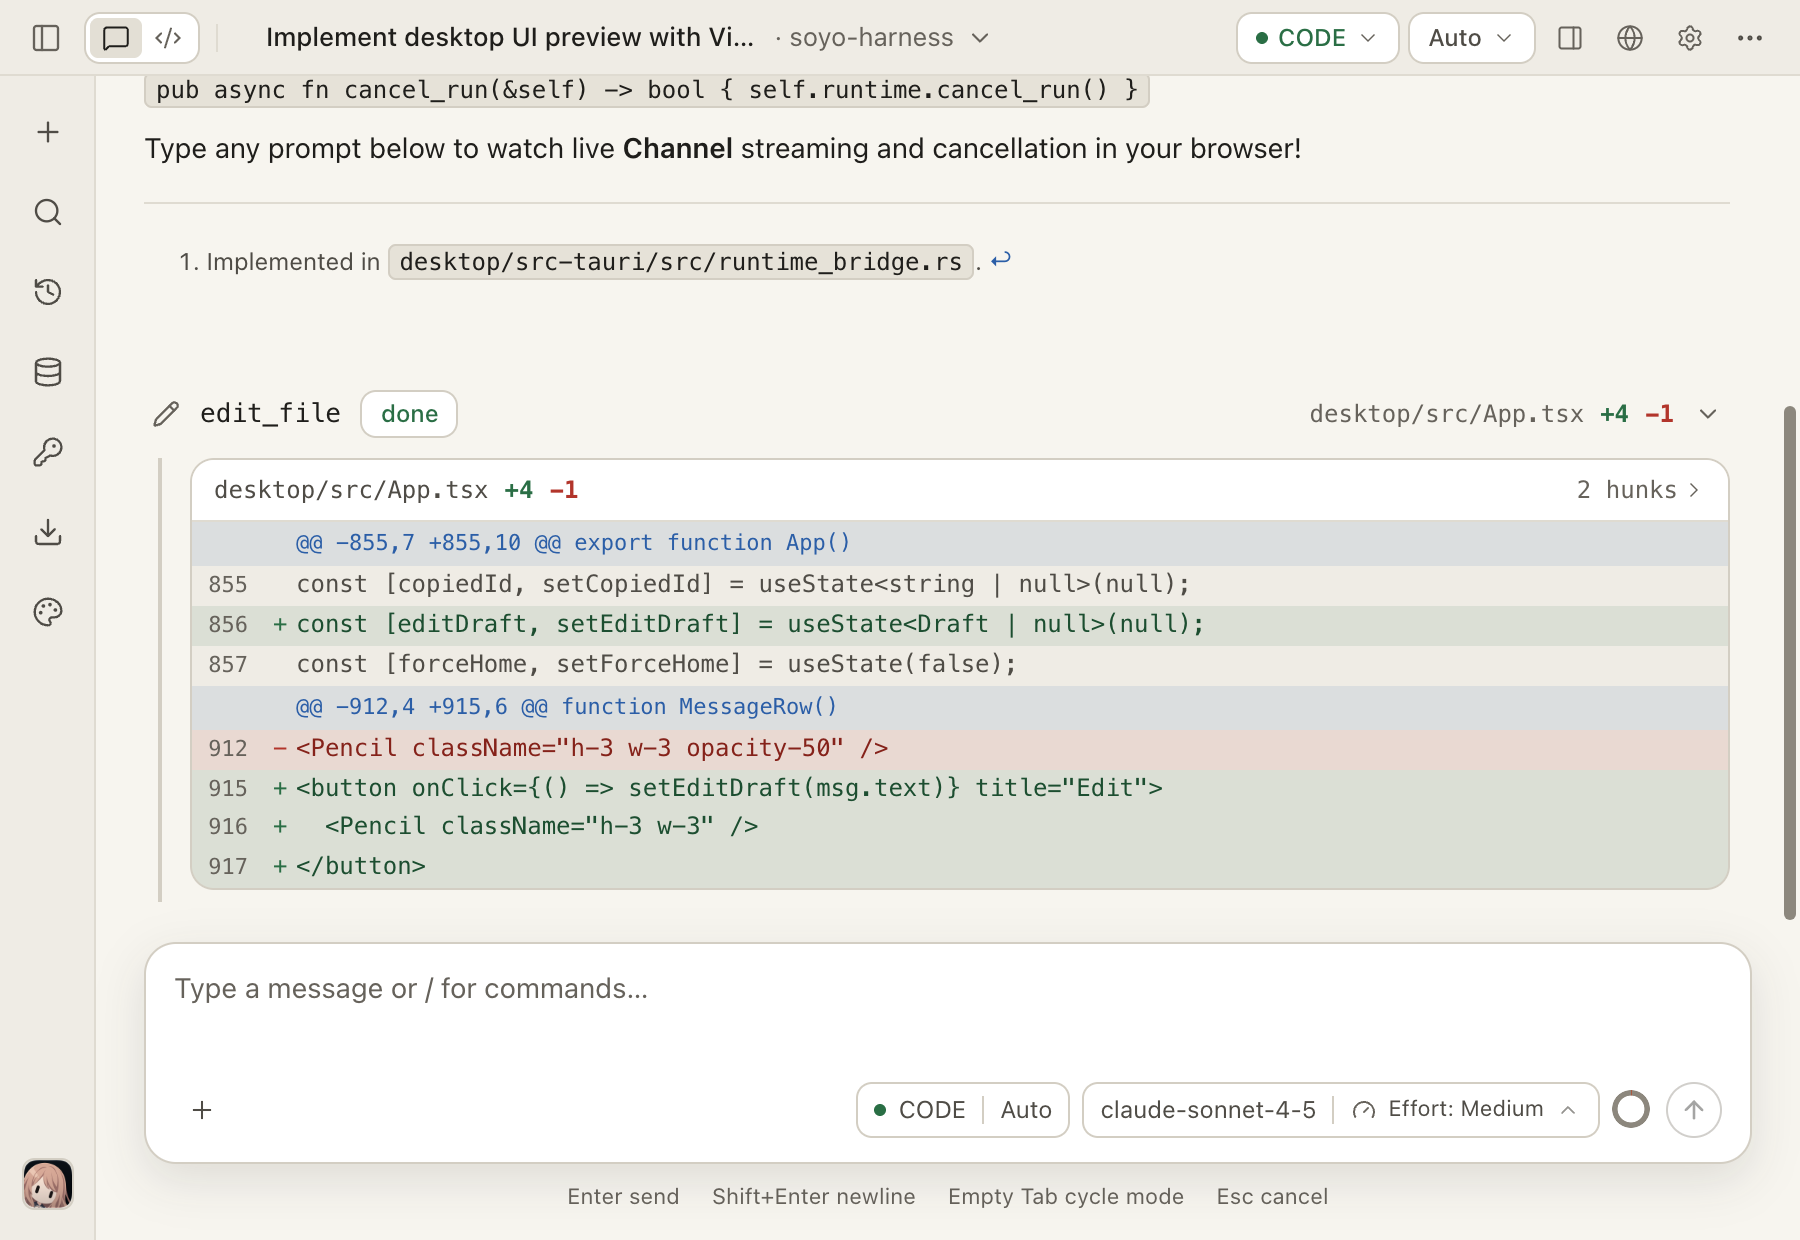 Implement desktop UI preview with Vi... · soyo-harness
CODE
Auto
pub async fn cancel_run(&self) -> bool { self.runtime.cancel_run() }
Type any prompt below to watch live Channel streaming and cancellation in your browser!
1. Implemented in desktop/src-tauri/src/runtime_bridge.rs. ↩
edit_file done desktop/src/App.tsx +4 −1
desktop/src/App.tsx +4 −1 2 hunks
@@ -855,7 +855,10 @@ export function App()
855 const [copiedId, setCopiedId] = useState<string | null>(null);
856 + const [editDraft, setEditDraft] = useState<Draft | null>(null);
857 const [forceHome, setForceHome] = useState(false);
@@ -912,4 +915,6 @@ function MessageRow()
912 − <Pencil className="h-3 w-3 opacity-50" />
915 + <button onClick={() => setEditDraft(msg.text)} title="Edit">
916 + <Pencil className="h-3 w-3" />
917 + </button>
Type a message or / for commands...
CODE Auto claude-sonnet-4-5 Effort: Medium
Enter send Shift+Enter newline Empty Tab cycle mode Esc cancel